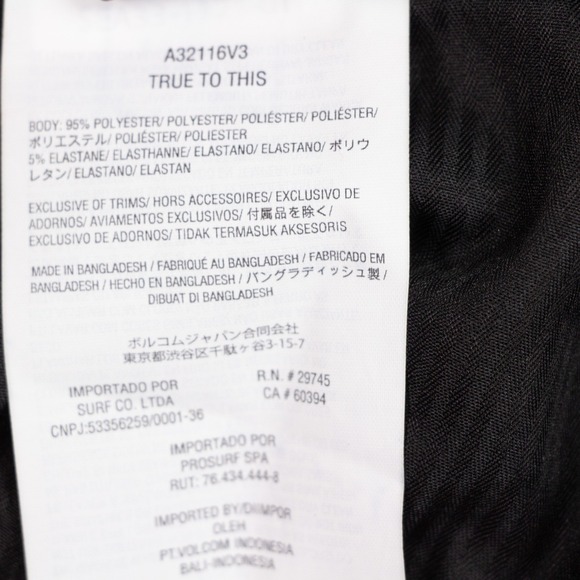 A32116V3
TRUE TO THIS
BODY: 95% POLYESTER/ POLYESTER/ POLIÉSTER/ POLIÉSTER/
ポリエステル/ POLIÉSTER/ POLIESTER
5% ELASTANE/ ELASTHANNE/ ELASTANO/ ELASTANO/ ポリウ
レタン/ ELASTANO/ ELASTAN
EXCLUSIVE OF TRIMS/ HORS ACCESSOIRES/ EXCLUSIVO DE
ADORNOS/ AVIAMENTOS EXCLUSIVOS/ 付属品を除く/
EXCLUSIVO DE ADORNOS/ TIDAK TERMASUK AKSESORIS
MADE IN BANGLADESH / FABRIQUÉ AU BANGLADESH / FABRICADO EM
BANGLADESH / HECHO EN BANGLADESH / バングラディッシュ製 /
DIBUAT DI BANGLADESH
ボルコムジャパン合同会社
東京都渋谷区千駄ヶ谷3-15-7
IMPORTADO POR
SURF CO. LTDA
CNPJ:53356259/0001-36
R.N. # 29745
CA # 60394
IMPORTADO POR
PROSURF SPA
RUT: 76.434.444-8
IMPORTED BY/DIIMPOR
OLEH
PT.VOLCOM INDONESIA
BALI-INDONESIA